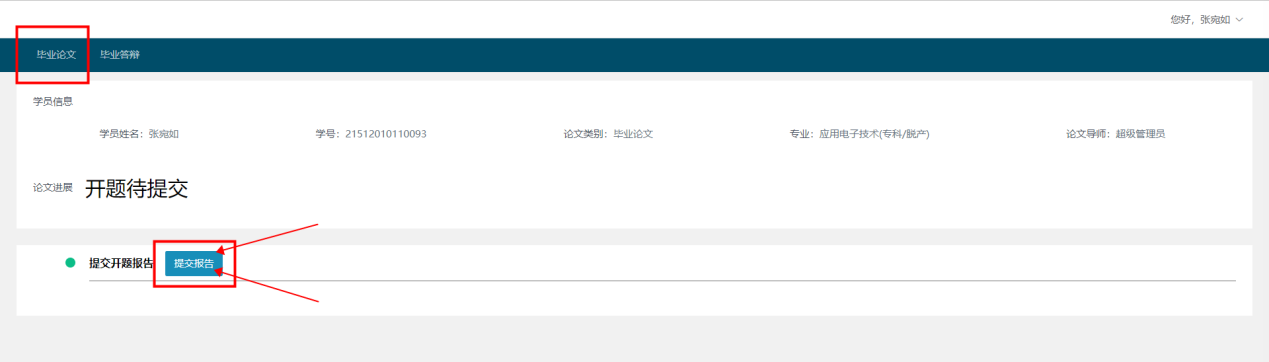 您好，张宛如
毕业论文 毕业答辩
学员信息
学员姓名：张宛如 学号：21512010110093 论文类别：毕业论文 专业：应用电子技术(专科/脱产) 论文导师：超级管理员
论文进展 开题待提交
提交开题报告 提交报告